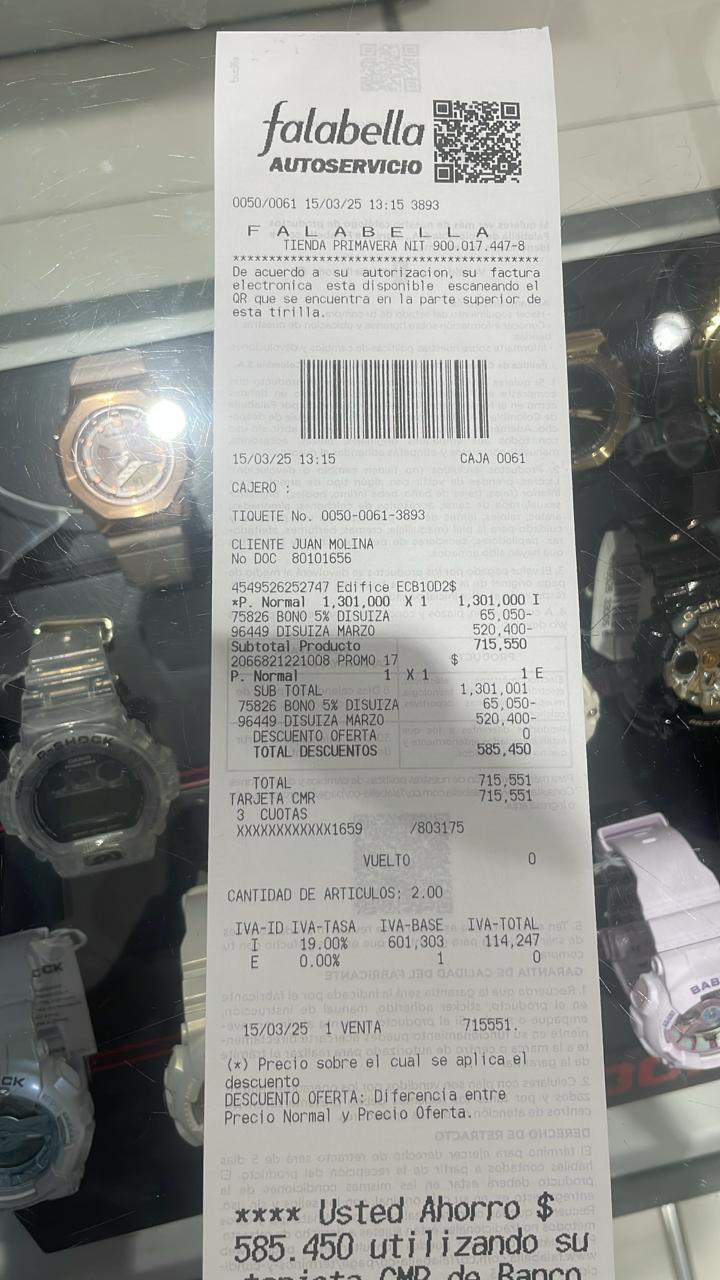 falabella
AUTOSERVICIO
0050/0061 15/03/25 13:15 3893
F A L A B E L L A
TIENDA PRIMAVERA NIT 900.017.447-8
******************************************
De acuerdo a su autorizacion, su factura
electronica esta disponible escaneando el
QR que se encuentra en la parte superior de
esta tirilla.
15/03/25 13:15 CAJA 0061
CAJERO :
TIQUETE No. 0050-0061-3893
CLIENTE JUAN MOLINA
No DOC 80101656
4549526252747 Edifice ECB10D2$
*P. Normal 1,301,000 X 1 1,301,000 I
75826 BONO 5% DISUIZA 65,050-
96449 DISUIZA MARZO 520,400-
Subtotal Producto 715,550
2066821221008 PROMO 17 $
P. Normal 1 X 1 1 E
SUB TOTAL 1,301,001
75826 BONO 5% DISUIZA 65,050-
96449 DISUIZA MARZO 520,400-
DESCUENTO OFERTA 0
TOTAL DESCUENTOS 585,450
TOTAL 715,551
TARJETA CMR 715,551
3 CUOTAS
XXXXXXXXXXXX1659 /803175
VUELTO 0
CANTIDAD DE ARTICULOS: 2.00
IVA-ID IVA-TASA IVA-BASE IVA-TOTAL
I 19.00% 601,303 114,247
E 0.00% 1 0
15/03/25 1 VENTA 715551.
(*) Precio sobre el cual se aplica el
descuento
DESCUENTO OFERTA: Diferencia entre
Precio Normal y Precio Oferta.
**** Usted Ahorro $
585.450 utilizando su
tarjeta CMR de Banco
G-SHOCK
CASIO